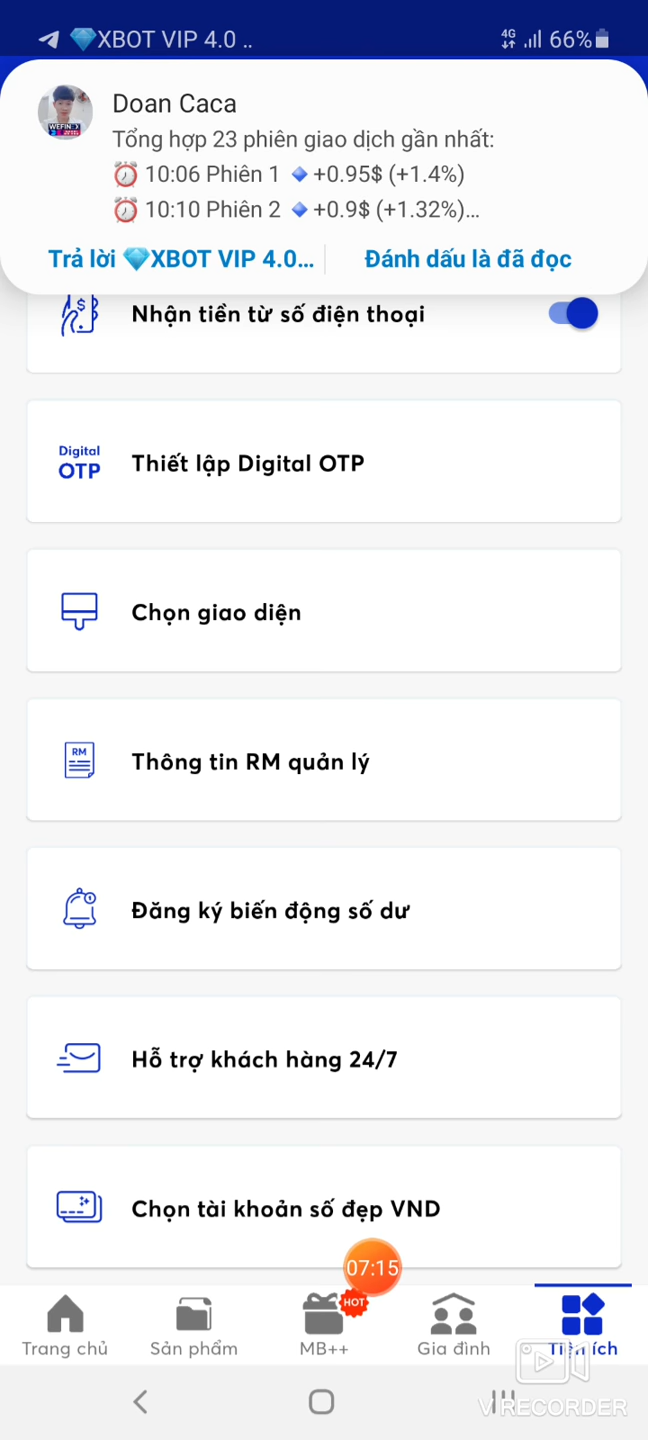 XBOT VIP 4.0 ..
4G
66%
Doan Caca
Tổng hợp 23 phiên giao dịch gần nhất:
10:06 Phiên 1 🔹+0.95$ (+1.4%)
10:10 Phiên 2 🔹+0.9$ (+1.32%)...
Trả lời 💎XBOT VIP 4.0...
Đánh dấu là đã đọc
Nhận tiền từ số điện thoại
Digital
OTP
Thiết lập Digital OTP
Chọn giao diện
RM
Thông tin RM quản lý
Đăng ký biến động số dư
Hỗ trợ khách hàng 24/7
Chọn tài khoản số đẹp VND
07:15
HOT
Trang chủ
Sản phẩm
MB++
Gia đình
Tiện ích
V RECORDER